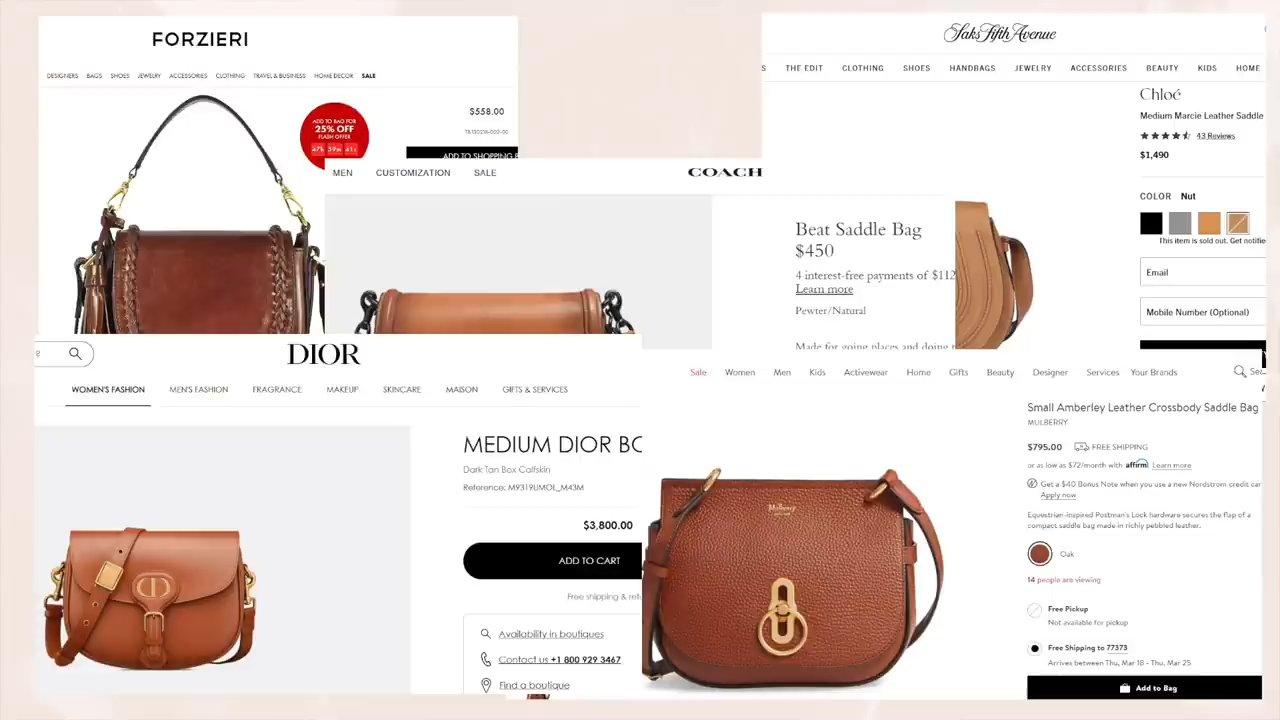 FORZIERI
DESIGNERS BAGS SHOES JEWELRY ACCESSORIES CLOTHING TRAVEL & BUSINESS HOME DECOR SALE
ADD TO BAG FOR
25% OFF
FLASH OFFER
47h 39m 41s
$558.00
ADD TO SHOPPING
Saks Fifth Avenue
S THE EDIT CLOTHING SHOES HANDBAGS JEWELRY ACCESSORIES BEAUTY KIDS HOME
Chloé
Medium Marcie Leather Saddle
43 Reviews
$1,490
COLOR Nut
This item is sold out. Get notifie
Email
Mobile Number (Optional)
MEN CUSTOMIZATION SALE
COACH
Beat Saddle Bag
$450
4 interest-free payments of $112
Learn more
Pewter/Natural
Made for going places and doing
DIOR
WOMEN'S FASHION MEN'S FASHION FRAGRANCE MAKEUP SKINCARE MAISON GIFTS & SERVICES
MEDIUM DIOR BO
Dark Tan Box Calfskin
Reference: M9319UMOL_M43M
$3,800.00
ADD TO CART
Free shipping & retu
Availability in boutiques
Contact us +1 800 929 3467
Find a boutique
CD
Sale Women Men Kids Activewear Home Gifts Beauty Designer Services Your Brands
Sea
Mulberry
Small Amberley Leather Crossbody Saddle Bag
MULBERRY
$795.00 FREE SHIPPING
or as low as $72/month with affirm Learn more
Get a $40 Bonus Note when you use a new Nordstrom credit car
Apply now
Equestrian-inspired Postman's Lock hardware secures the flap of a
compact saddle bag made in richly pebbled leather.
Oak
14 people are viewing
Free Pickup
Not available for pickup
Free Shipping to 77373
Arrives between Thu, Mar 18 - Thu, Mar 25
Add to Bag